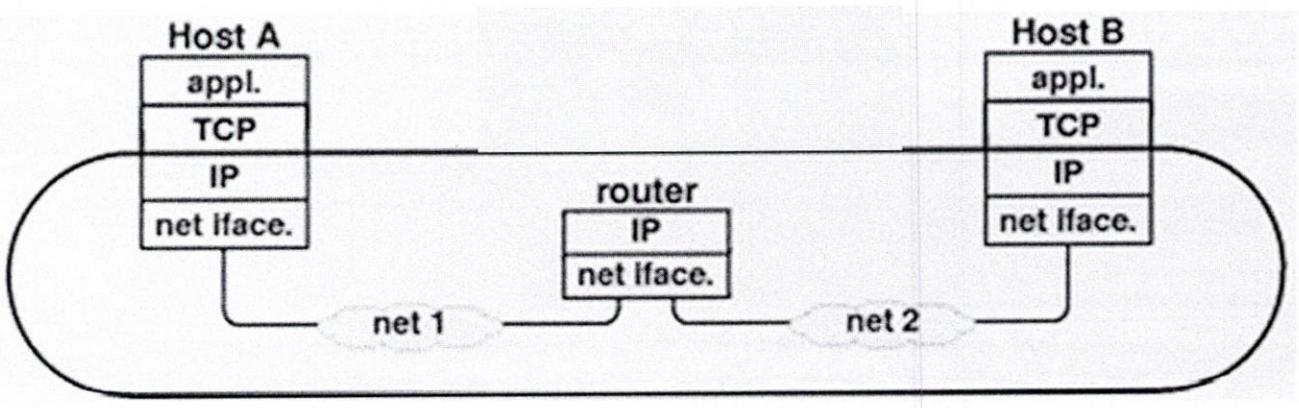 Host A
appl.
TCP
IP
net Iface.
router
IP
net Iface.
Host B
appl.
TCP
IP
net Iface.
net 1
net 2